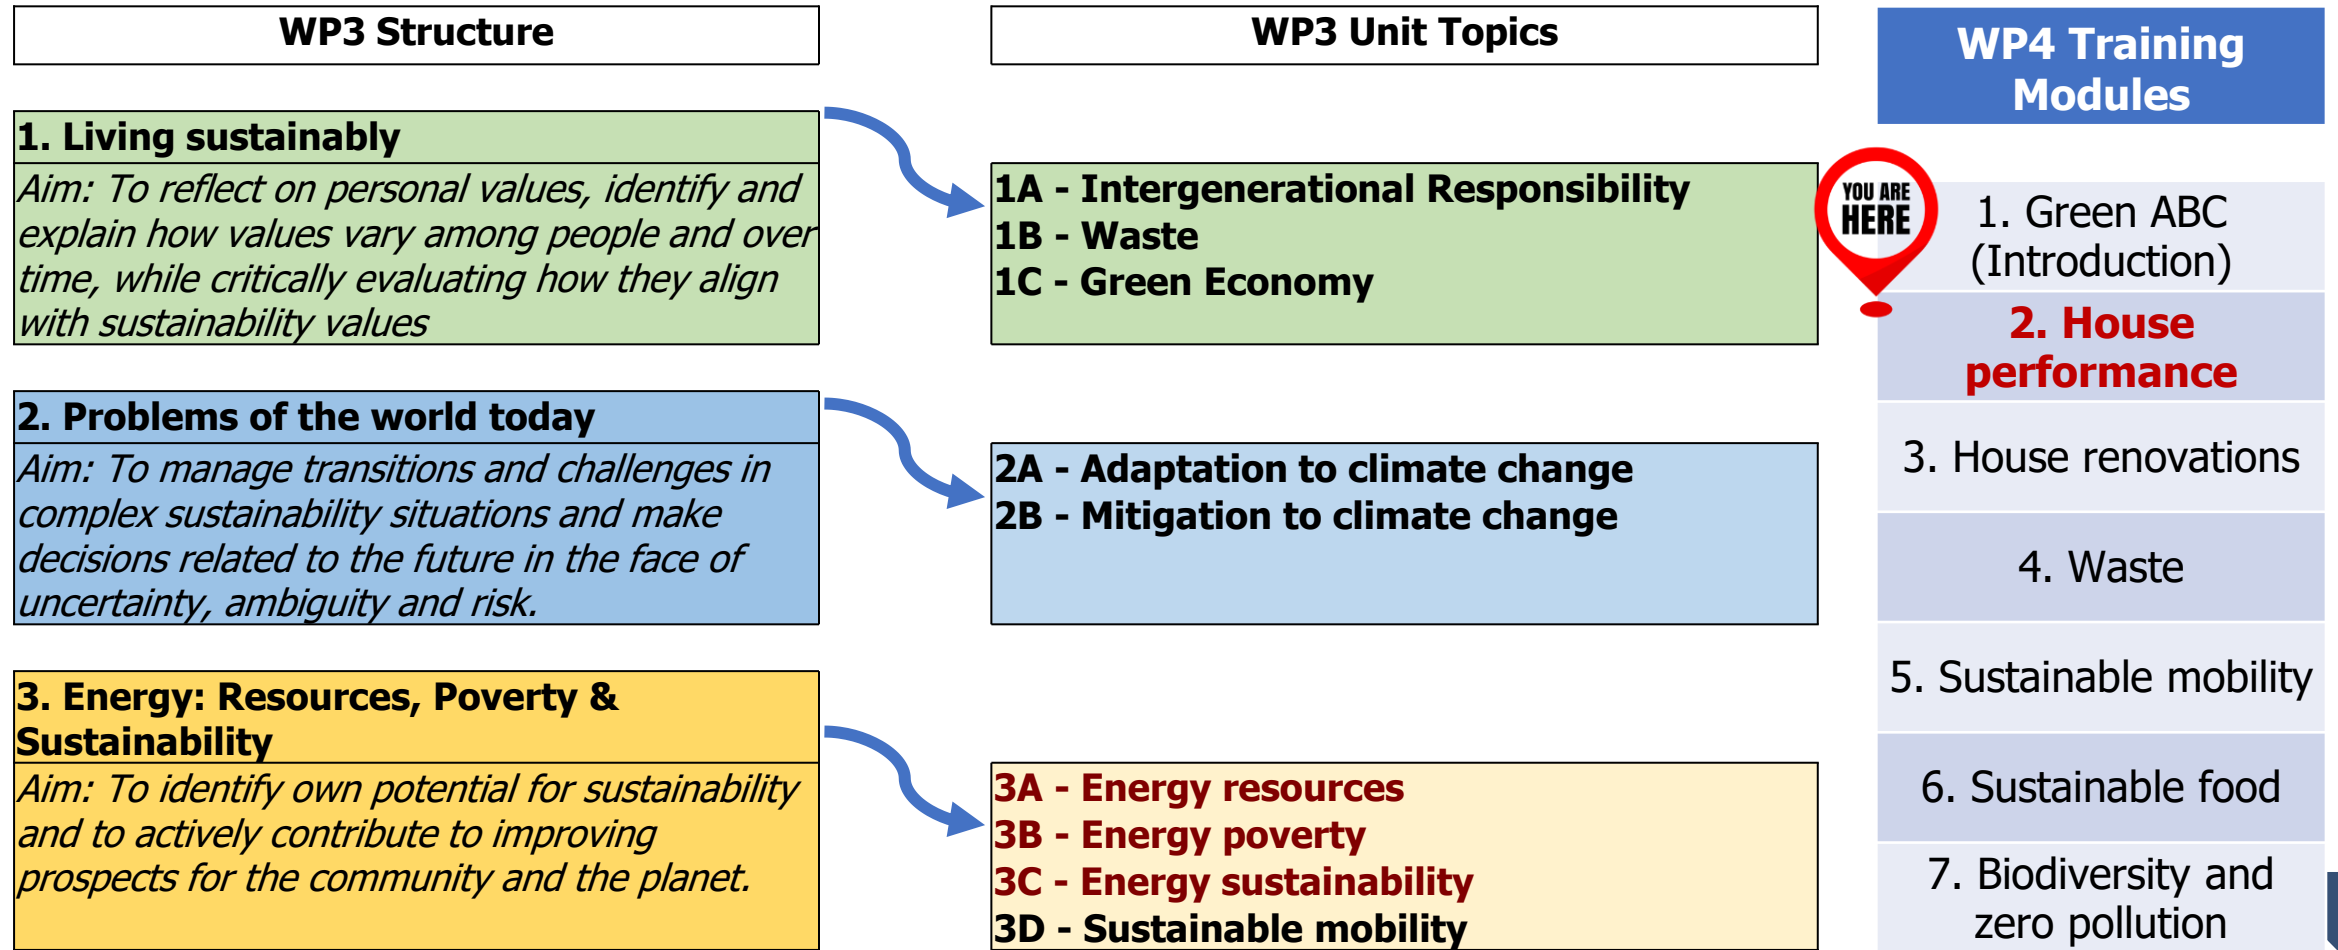 WP3 Structure
1. Living sustainably
Aim: To reflect on personal values, identify and
explain how values vary among people and over
time, while critically evaluating how they align
with sustainability values
2. Problems of the world today
Aim: To manage transitions and challenges in
complex sustainability situations and make
decisions related to the future in the face of
uncertainty, ambiguity and risk.
3. Energy: Resources, Poverty &
Sustainability
Aim: To identify own potential for sustainability
and to actively contribute to improving
prospects for the community and the planet.
WP3 Unit Topics
1A - Intergenerational Responsibility
1B - Waste
1C - Green Economy
2A - Adaptation to climate change
2B - Mitigation to climate change
3A - Energy resources
3B - Energy poverty
3C - Energy sustainability
3D - Sustainable mobility
WP4 Training
Modules
YOU ARE
HERE
1. Green ABC
(Introduction)
2. House
performance
3. House renovations
4. Waste
5. Sustainable mobility
6. Sustainable food
7. Biodiversity and
zero pollution